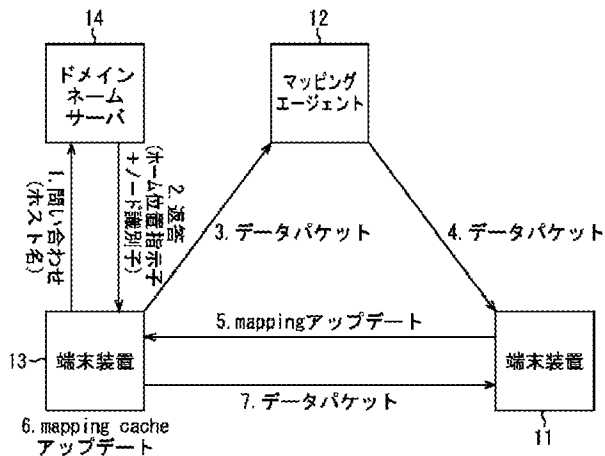 14
ドメイン
ネーム
サーバ
12
マッピング
エージェント
1.問い合わせ
(ホスト名)
2.返答
(ホーム位置指示子
+ノード識別子)
3.データパケット
4.データパケット
5.mappingアップデート
13
端末装置
端末装置
7.データパケット
6.mapping cache
アップデート
11